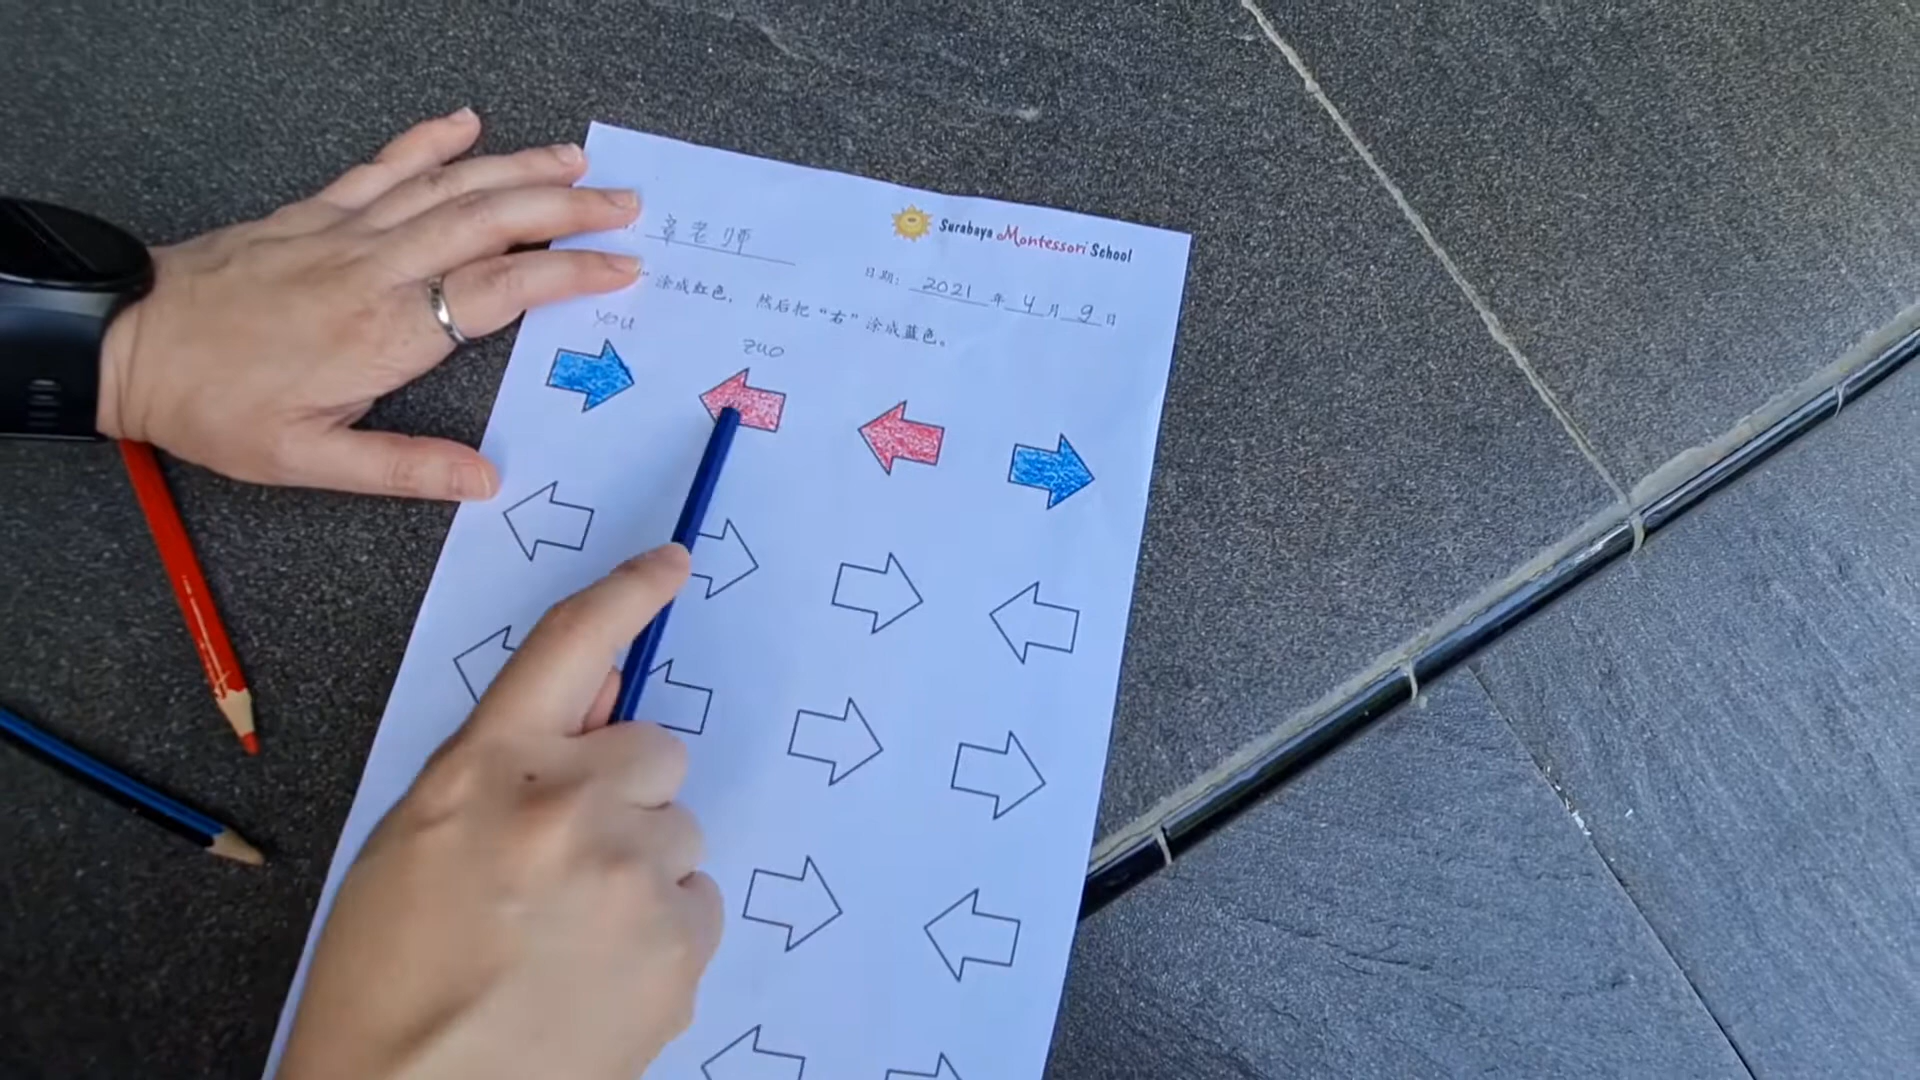 Surabaya Montessori School
章老师
日期： 2021 年 4 月 9 日
” 涂成红色， 然后把 “右” 涂成蓝色。
you
zuo